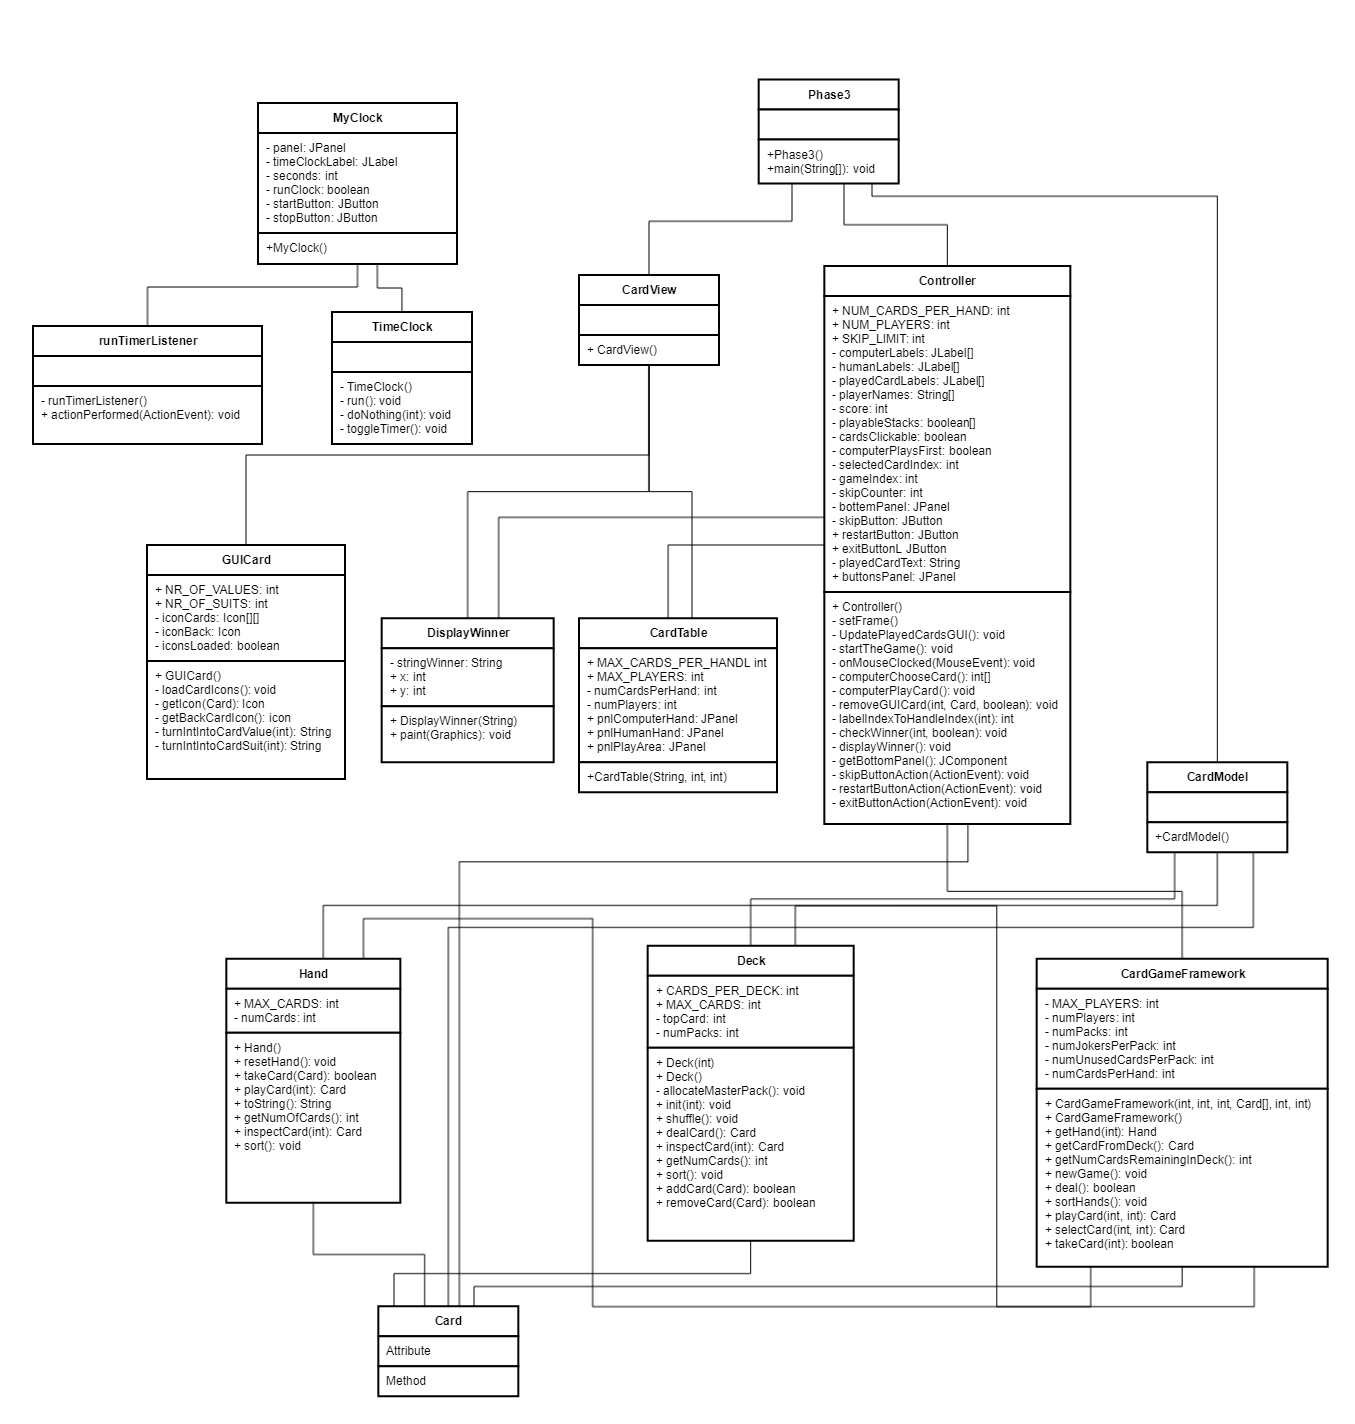 Phase3
+Phase3()
+main(String[]): void
MyClock
- panel: JPanel
- timeClockLabel: JLabel
- seconds: int
- runClock: boolean
- startButton: JButton
- stopButton: JButton
+MyClock()
runTimerListener
- runTimerListener()
+ actionPerformed(ActionEvent): void
TimeClock
- TimeClock()
- run(): void
- doNothing(int): void
- toggleTimer(): void
CardView
+ CardView()
Controller
+ NUM_CARDS_PER_HAND: int
+ NUM_PLAYERS: int
+ SKIP_LIMIT: int
- computerLabels: JLabel[]
- humanLabels: JLabel[]
- playedCardLabels: JLabel[]
- playerNames: String[]
- score: int
- playableStacks: boolean[]
- cardsClickable: boolean
- computerPlaysFirst: boolean
- selectedCardIndex: int
- gameIndex: int
- skipCounter: int
- bottemPanel: JPanel
- skipButton: JButton
+ restartButton: JButton
+ exitButtonL JButton
- playedCardText: String
+ buttonsPanel: JPanel
+ Controller()
- setFrame()
- UpdatePlayedCardsGUI(): void
- startTheGame(): void
- onMouseClocked(MouseEvent): void
- computerChooseCard(): int[]
- computerPlayCard(): void
- removeGUICard(int, Card, boolean): void
- labelIndexToHandleIndex(int): int
- checkWinner(int, boolean): void
- displayWinner(): void
- getBottomPanel(): JComponent
- skipButtonAction(ActionEvent): void
- restartButtonAction(ActionEvent): void
- exitButtonAction(ActionEvent): void
GUICard
+ NR_OF_VALUES: int
+ NR_OF_SUITS: int
- iconCards: Icon[][]
- iconBack: Icon
- iconsLoaded: boolean
+ GUICard()
- loadCardIcons(): void
- getIcon(Card): Icon
- getBackCardIcon(): icon
- turnIntIntoCardValue(int): String
- turnIntIntoCardSuit(int): String
DisplayWinner
- stringWinner: String
+ x: int
+ y: int
+ DisplayWinner(String)
+ paint(Graphics): void
CardTable
+ MAX_CARDS_PER_HANDL int
+ MAX_PLAYERS: int
- numCardsPerHand: int
- numPlayers: int
+ pnlComputerHand: JPanel
+ pnlHumanHand: JPanel
+ pnlPlayArea: JPanel
+CardTable(String, int, int)
CardModel
+CardModel()
Hand
+ MAX_CARDS: int
- numCards: int
+ Hand()
+ resetHand(): void
+ takeCard(Card): boolean
+ playCard(int): Card
+ toString(): String
+ getNumOfCards(): int
+ inspectCard(int): Card
+ sort(): void
Deck
+ CARDS_PER_DECK: int
+ MAX_CARDS: int
- topCard: int
- numPacks: int
+ Deck(int)
+ Deck()
- allocateMasterPack(): void
+ init(int): void
+ shuffle(): void
+ dealCard(): Card
+ inspectCard(int): Card
+ getNumCards(): int
+ sort(): void
+ addCard(Card): boolean
+ removeCard(Card): boolean
CardGameFramework
- MAX_PLAYERS: int
- numPlayers: int
- numPacks: int
- numJokersPerPack: int
- numUnusedCardsPerPack: int
- numCardsPerHand: int
+ CardGameFramework(int, int, int, Card[], int, int)
+ CardGameFramework()
+ getHand(int): Hand
+ getCardFromDeck(): Card
+ getNumCardsRemainingInDeck(): int
+ newGame(): void
+ deal(): boolean
+ sortHands(): void
+ playCard(int, int): Card
+ selectCard(int, int): Card
+ takeCard(int): boolean
Card
Attribute
Method